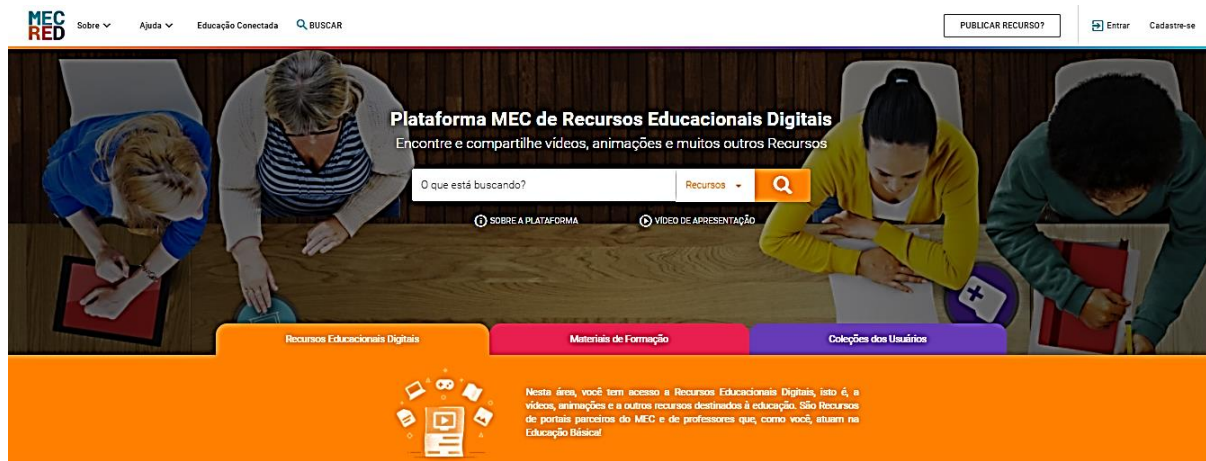 MEC RED
Sobre
Ajuda
Educação Conectada
BUSCAR
PUBLICAR RECURSO?
Entrar
Cadastre-se
Plataforma MEC de Recursos Educacionais Digitais
Encontre e compartilhe vídeos, animações e muitos outros Recursos
O que está buscando?
Recursos
SOBRE A PLATAFORMA
VÍDEO DE APRESENTAÇÃO
Recursos Educacionais Digitais
Materiais de Formação
Coleções dos Usuários
Nesta área, você tem acesso a Recursos Educacionais Digitais, isto é, a
vídeos, animações e a outros recursos destinados à educação. São Recursos
de portais parceiros do MEC e de professores que, como você, atuam na
Educação Básica!